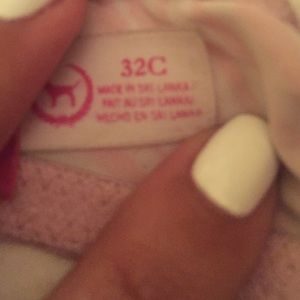 32C
MADE IN SRI LANKA /
FAIT AU SRI LANKA /
HECHO EN SRI LANKA